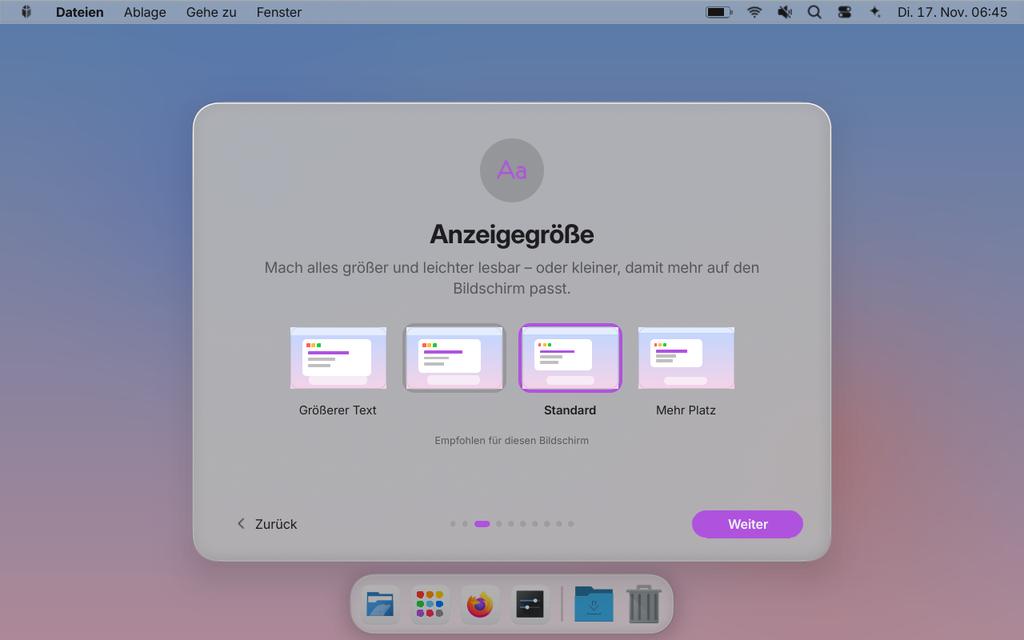 Dateien Ablage Gehe zu Fenster Di. 17. Nov. 06:45
Aa
Anzeigegröße
Mach alles größer und leichter lesbar – oder kleiner, damit mehr auf den
Bildschirm passt.
Größerer Text Standard Mehr Platz
Empfohlen für diesen Bildschirm
Zurück Weiter